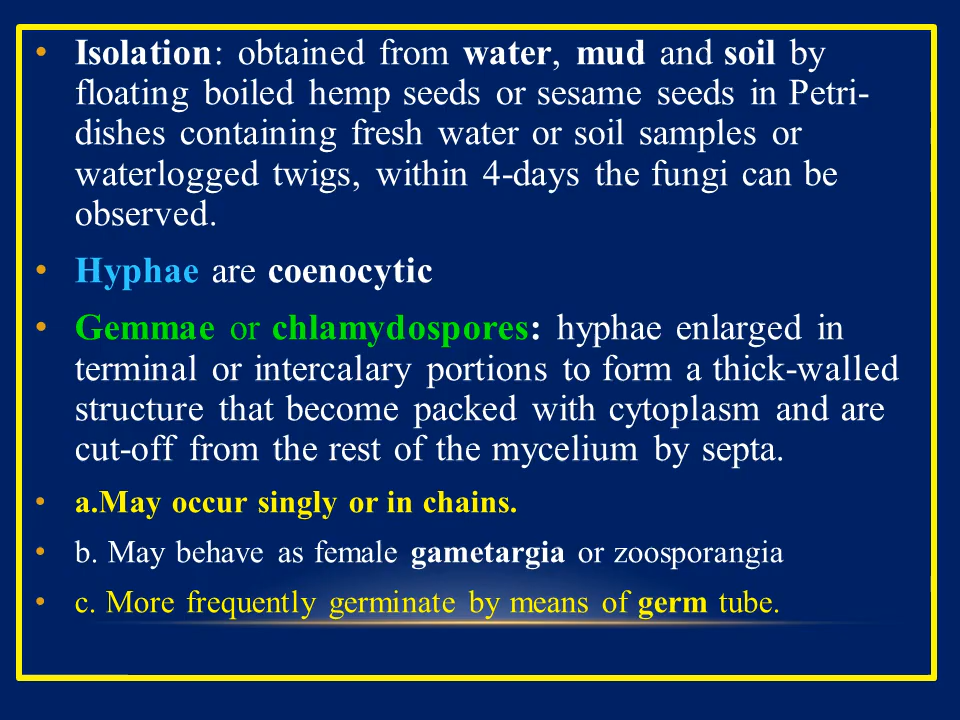 • Isolation: obtained from water, mud and soil by
floating boiled hemp seeds or sesame seeds in Petri-
dishes containing fresh water or soil samples or
waterlogged twigs, within 4-days the fungi can be
observed.
• Hyphae are coenocytic
• Gemmae or chlamydospores: hyphae enlarged in
terminal or intercalary portions to form a thick-walled
structure that become packed with cytoplasm and are
cut-off from the rest of the mycelium by septa.
• a.May occur singly or in chains.
• b. May behave as female gametargia or zoosporangia
• c. More frequently germinate by means of germ tube.